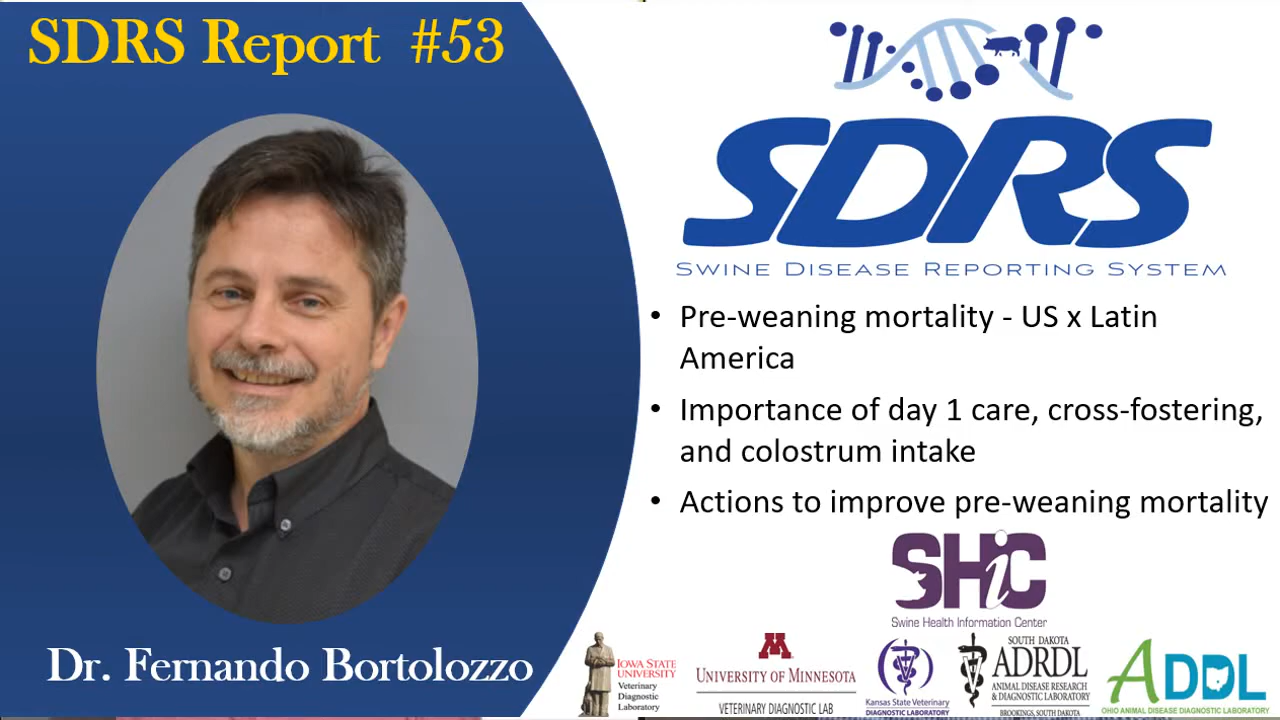 SDRS Report #53
SDRS
SWINE DISEASE REPORTING SYSTEM
• Pre-weaning mortality - US x Latin
America
• Importance of day 1 care, cross-fostering,
and colostrum intake
• Actions to improve pre-weaning mortality
SHiC
Swine Health Information Center
Dr. Fernando Bortolozzo
IOWA STATE
UNIVERSITY
Veterinary
Diagnostic
Laboratory
M
UNIVERSITY OF MINNESOTA
VETERINARY DIAGNOSTIC LAB
Kansas State Veterinary
DIAGNOSTIC LABORATORY
SOUTH DAKOTA
ADRDL
ANIMAL DISEASE RESEARCH
& DIAGNOSTIC LABORATORY
BROOKINGS, SOUTH DAKOTA
ADDL
OHIO ANIMAL DISEASE DIAGNOSTIC LABORATORY